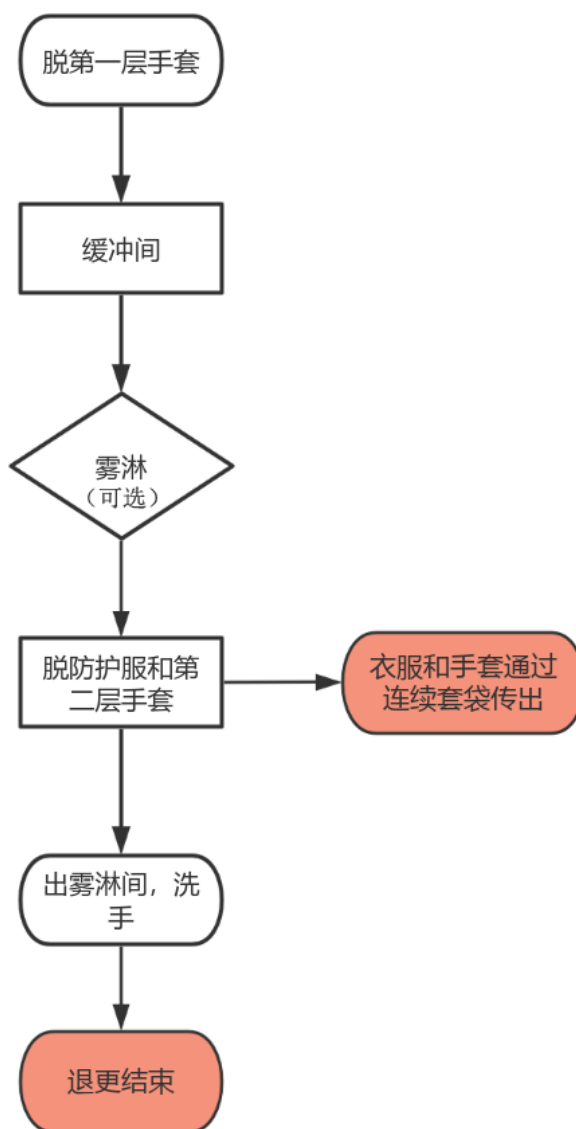 脱第一层手套
缓冲间
雾淋
（可选）
脱防护服和第
二层手套
衣服和手套通过
连续套袋传出
出雾淋间，洗
手
退更结束